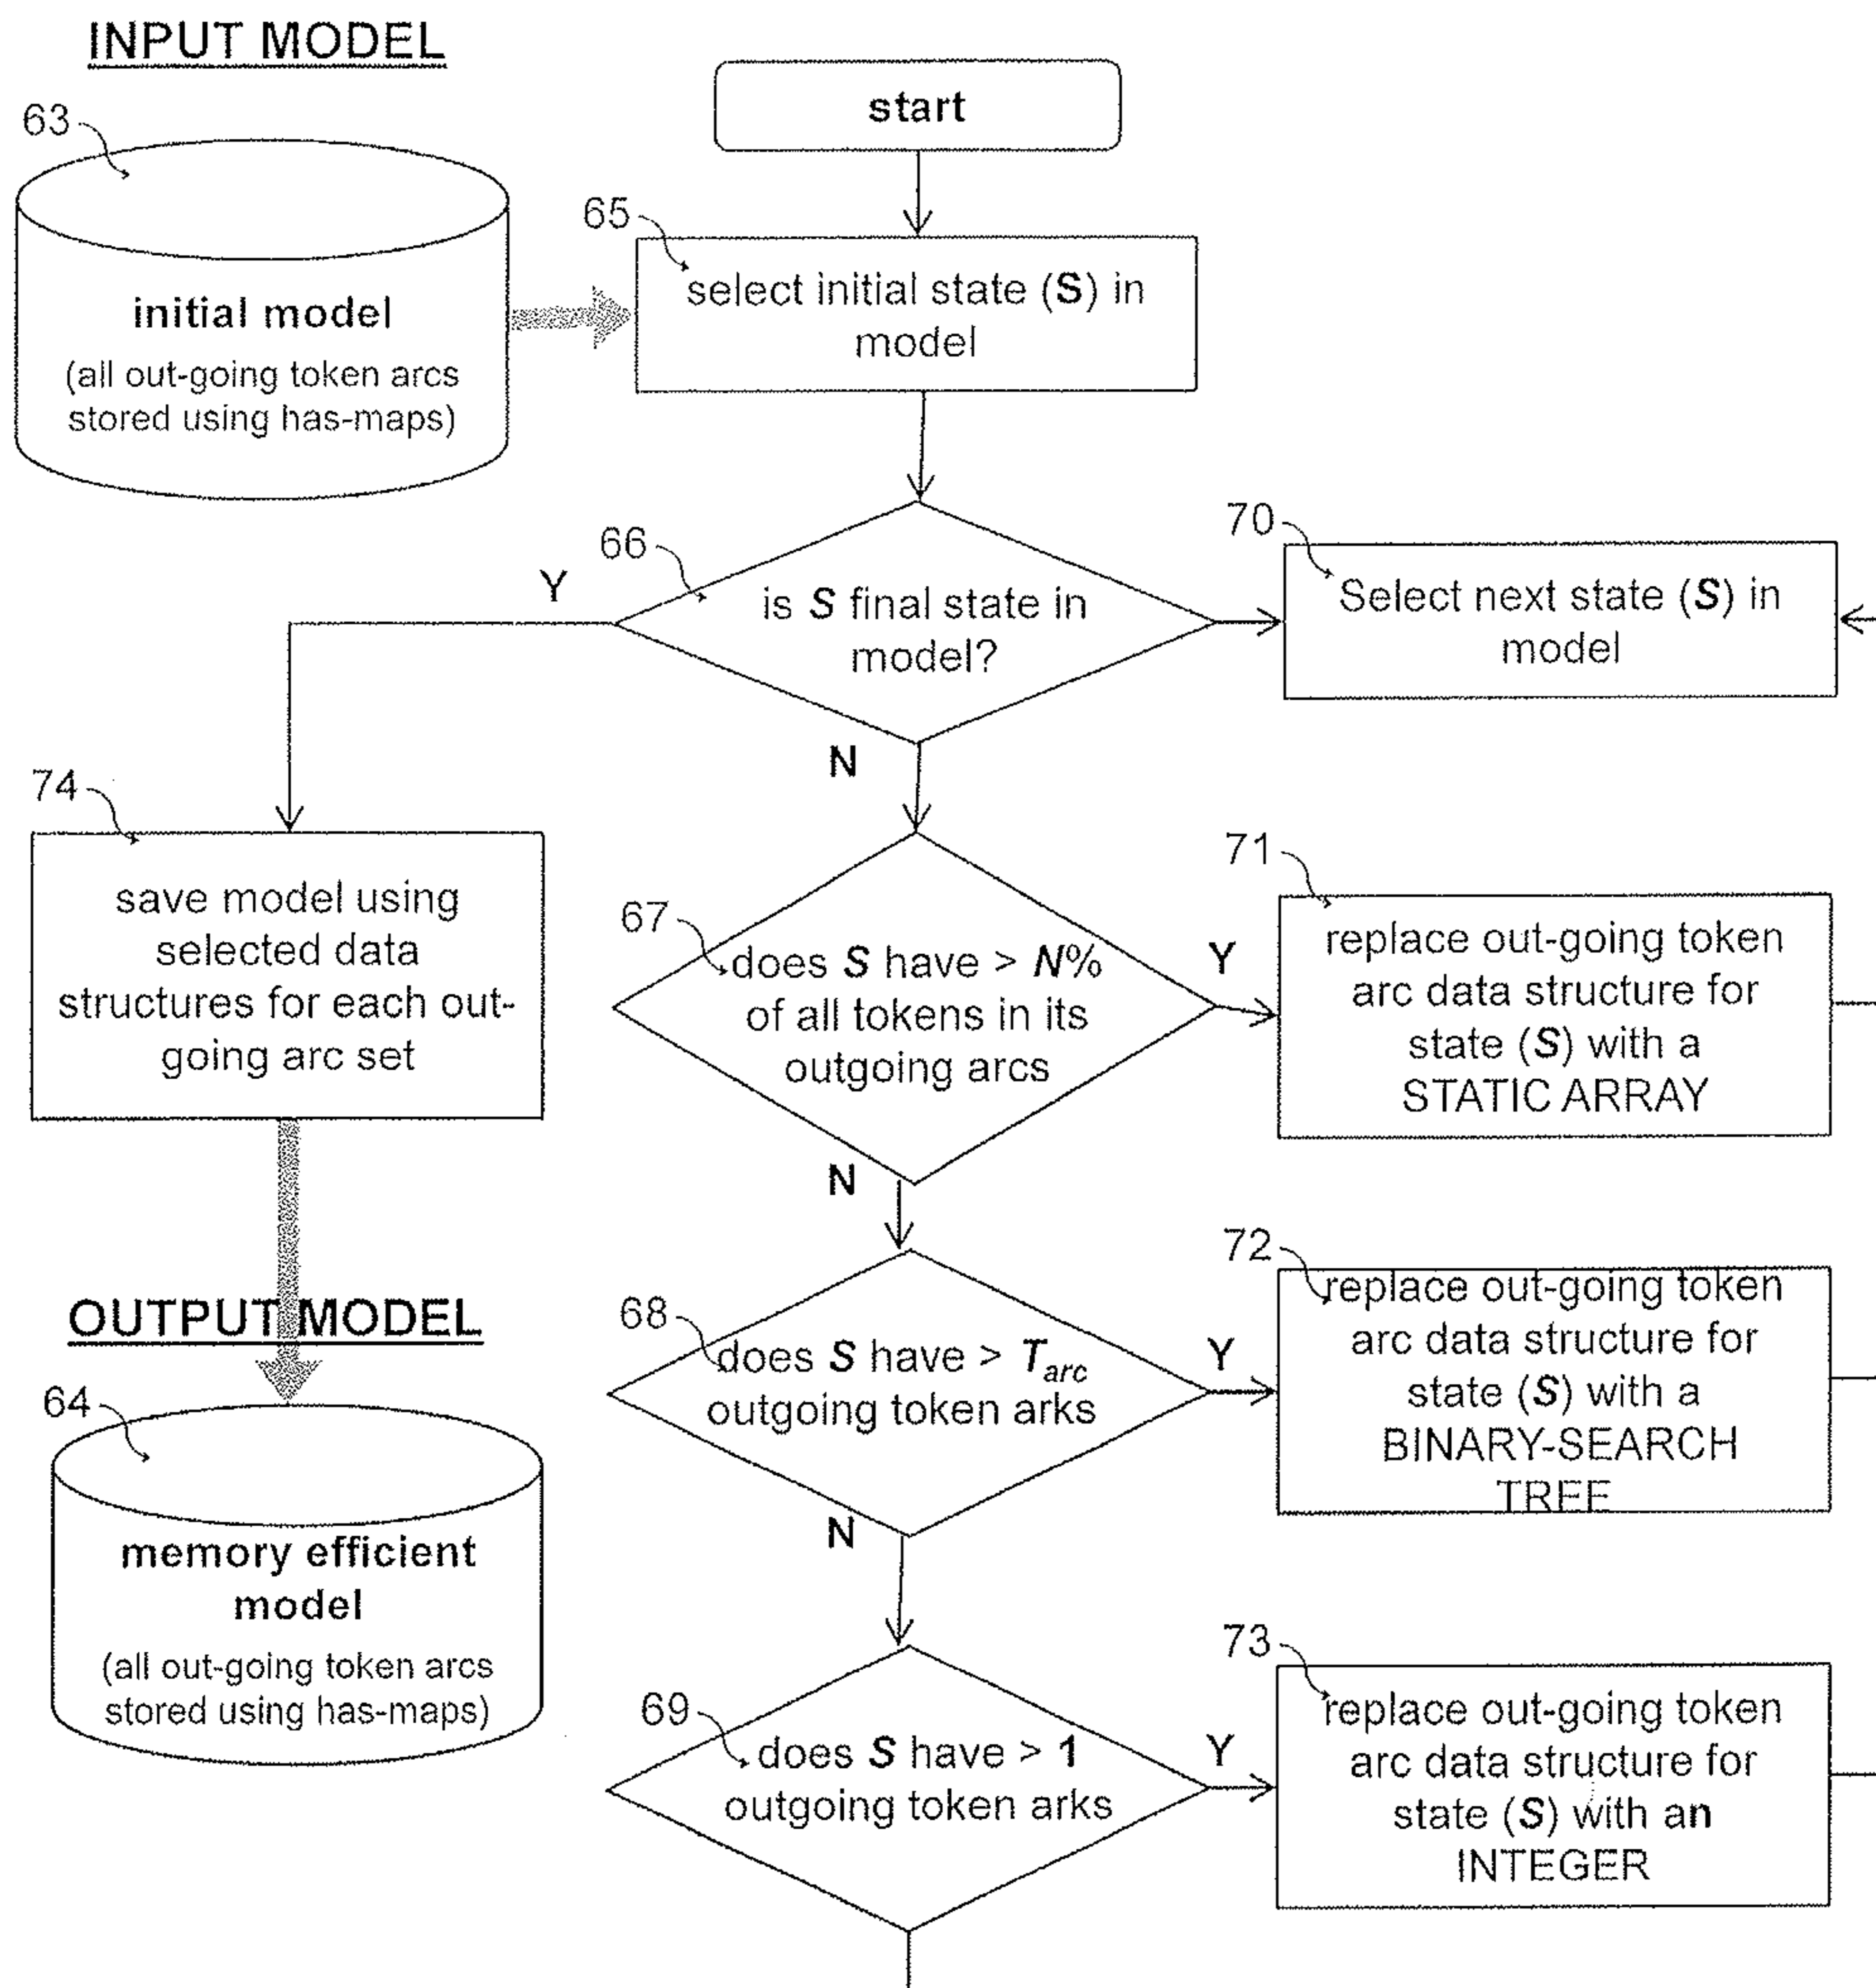 INPUT MODEL
63
initial model
(all out-going token arcs
stored using has-maps)
start
65
select initial state (S) in
model
66
is S final state in
model?
Y
N
70
Select next state (S) in
model
74
save model using
selected data
structures for each out-
going arc set
67
does S have > N%
of all tokens in its
outgoing arcs
Y
N
71
replace out-going token
arc data structure for
state (S) with a
STATIC ARRAY
68
does S have > Tarc
outgoing token arks
Y
N
72
replace out-going token
arc data structure for
state (S) with a
BINARY-SEARCH
TREE
OUTPUT MODEL
64
memory efficient
model
(all out-going token arcs
stored using has-maps)
69
does S have > 1
outgoing token arks
Y
73
replace out-going token
arc data structure for
state (S) with an
INTEGER